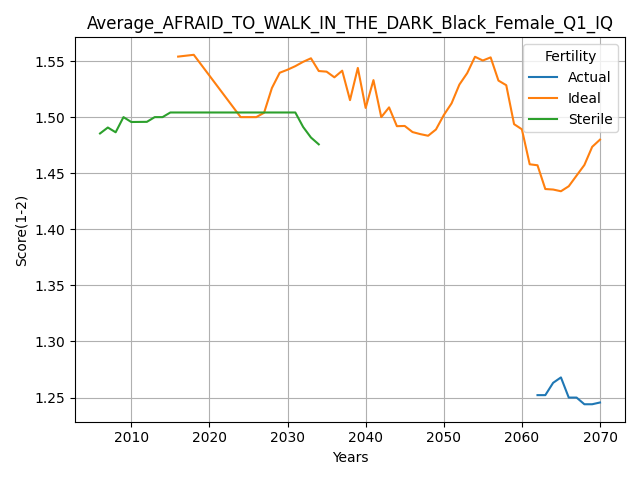 Average_AFRAID_TO_WALK_IN_THE_DARK_Black_Female_Q1_IQ
Fertility
Actual
Ideal
Sterile
Score(1-2)
1.55
1.50
1.45
1.40
1.35
1.30
1.25
2010 2020 2030 2040 2050 2060 2070
Years